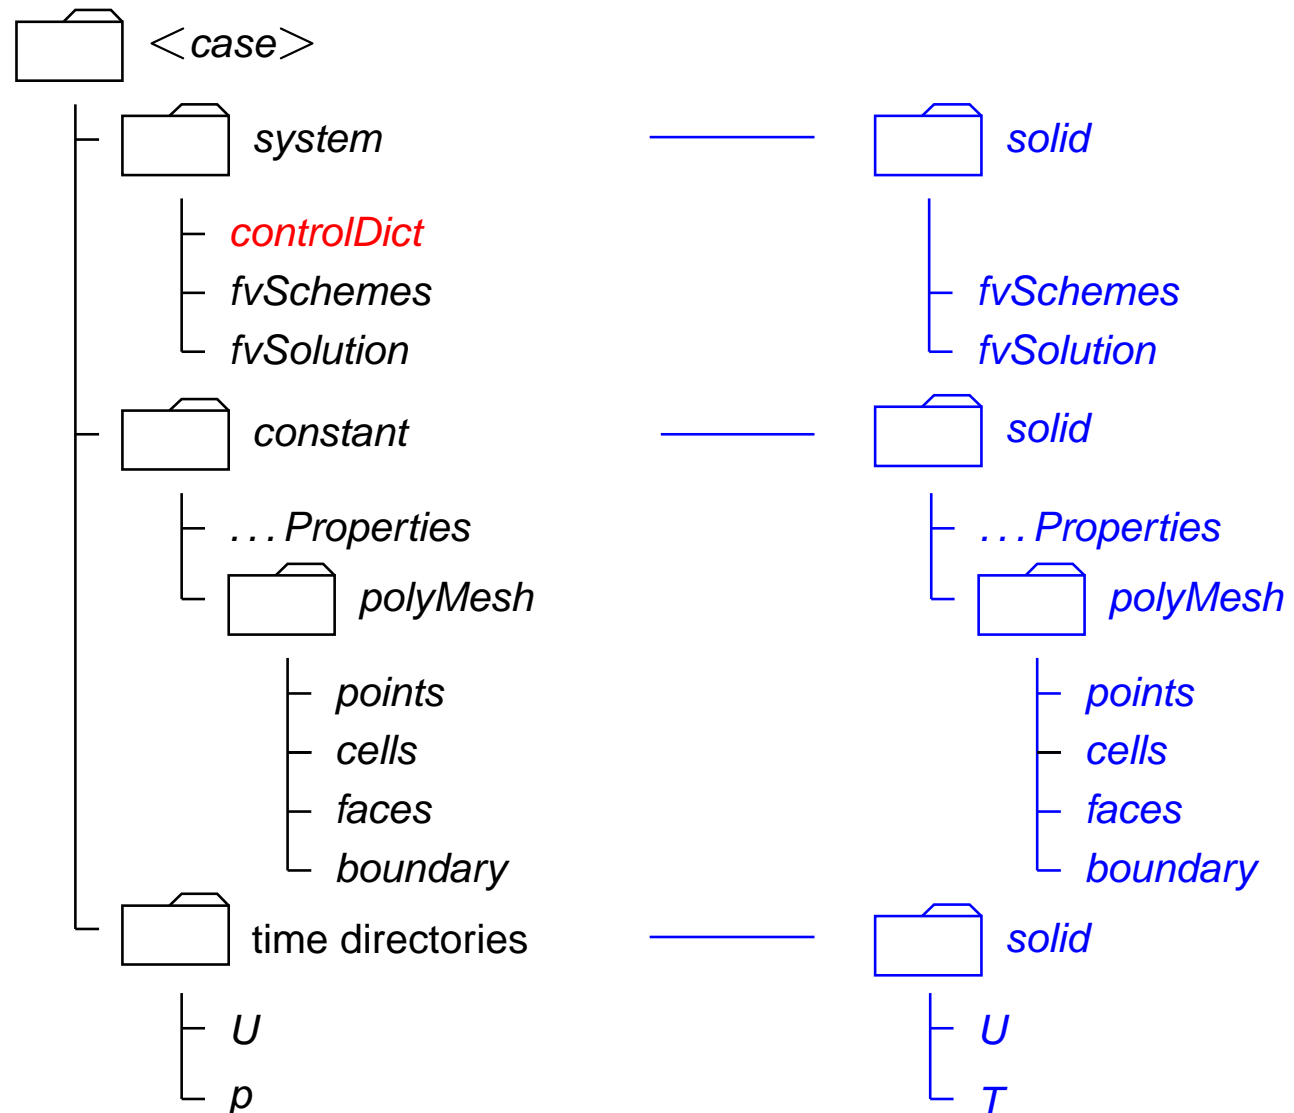 <case>
system solid
controlDict
fvSchemes fvSchemes
fvSolution fvSolution
constant solid
...Properties ...Properties
polyMesh polyMesh
points points
cells cells
faces faces
boundary boundary
time directories solid
U U
p T